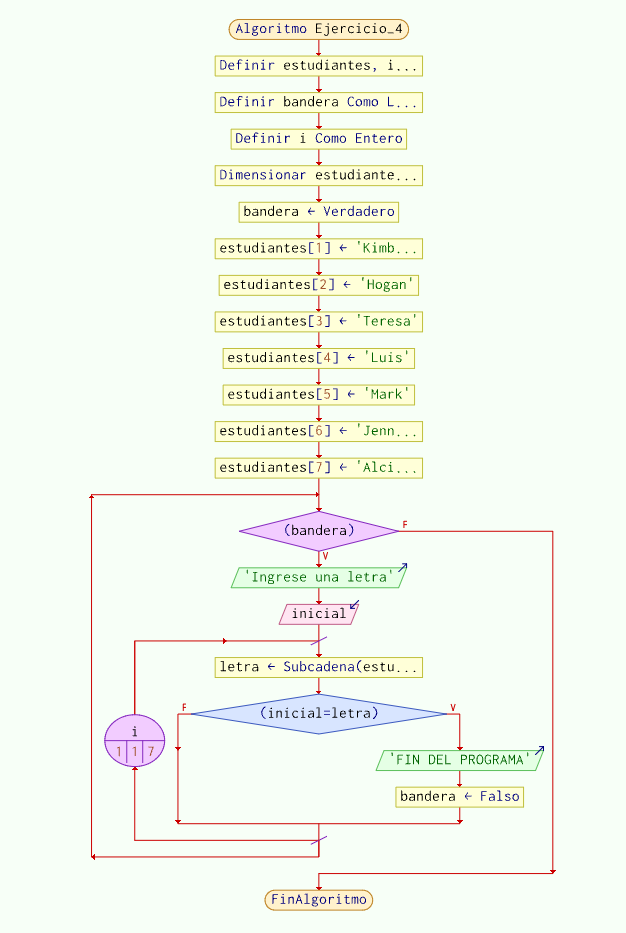 Algoritmo Ejercicio_4
Definir estudiantes, i...
Definir bandera Como L...
Definir i Como Entero
Dimensionar estudiante...
bandera ← Verdadero
estudiantes[1] ← 'Kimb...
estudiantes[2] ← 'Hogan'
estudiantes[3] ← 'Teresa'
estudiantes[4] ← 'Luis'
estudiantes[5] ← 'Mark'
estudiantes[6] ← 'Jenn...
estudiantes[7] ← 'Alci...
(bandera)
F
V
'Ingrese una letra'
inicial
letra ← Subcadena(estu...
F
(inicial=letra)
V
i
1 1 7
'FIN DEL PROGRAMA'
bandera ← Falso
FinAlgoritmo